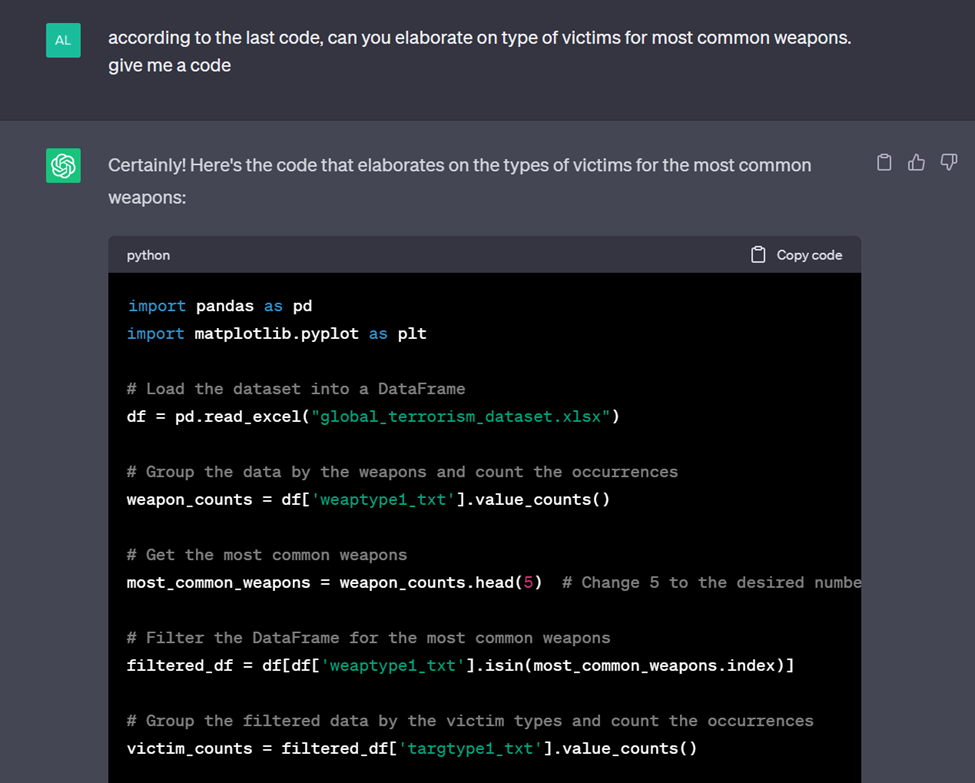 AL
according to the last code, can you elaborate on type of victims for most common weapons.
give me a code
Certainly! Here's the code that elaborates on the types of victims for the most common
weapons:
python
Copy code
import pandas as pd
import matplotlib.pyplot as plt
# Load the dataset into a DataFrame
df = pd.read_excel("global_terrorism_dataset.xlsx")
# Group the data by the weapons and count the occurrences
weapon_counts = df['weaptype1_txt'].value_counts()
# Get the most common weapons
most_common_weapons = weapon_counts.head(5)  # Change 5 to the desired numbe
# Filter the DataFrame for the most common weapons
filtered_df = df[df['weaptype1_txt'].isin(most_common_weapons.index)]
# Group the filtered data by the victim types and count the occurrences
victim_counts = filtered_df['targtype1_txt'].value_counts()